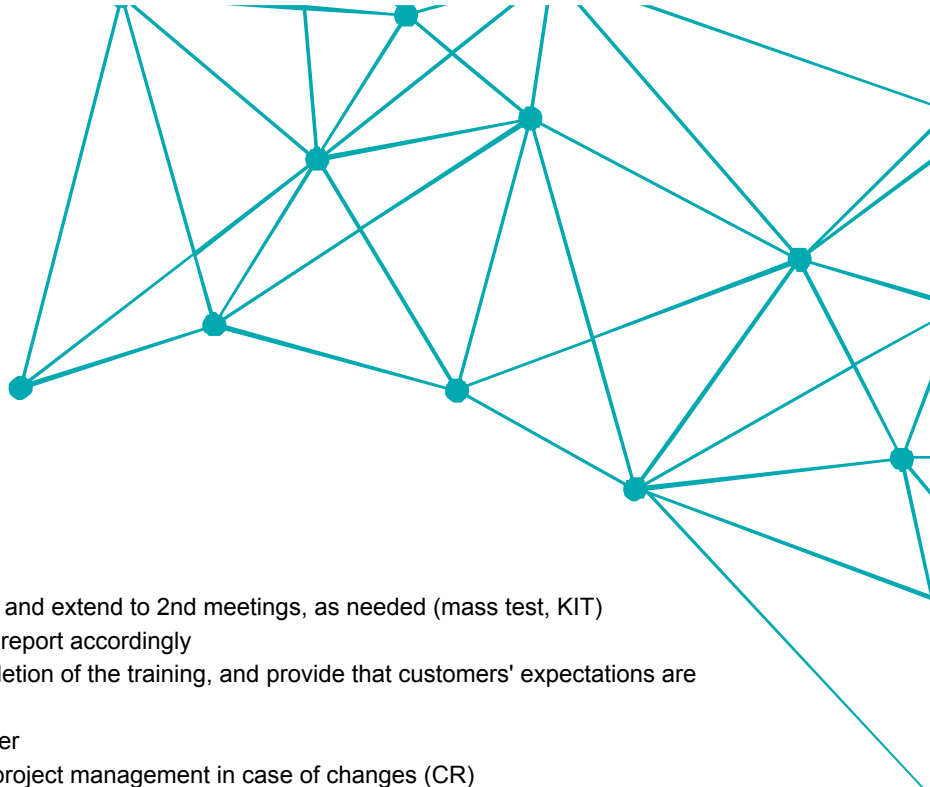 and extend to 2nd meetings, as needed (mass test, KIT)
report accordingly
letion of the training, and provide that customers' expectations are
er
project management in case of changes (CR)